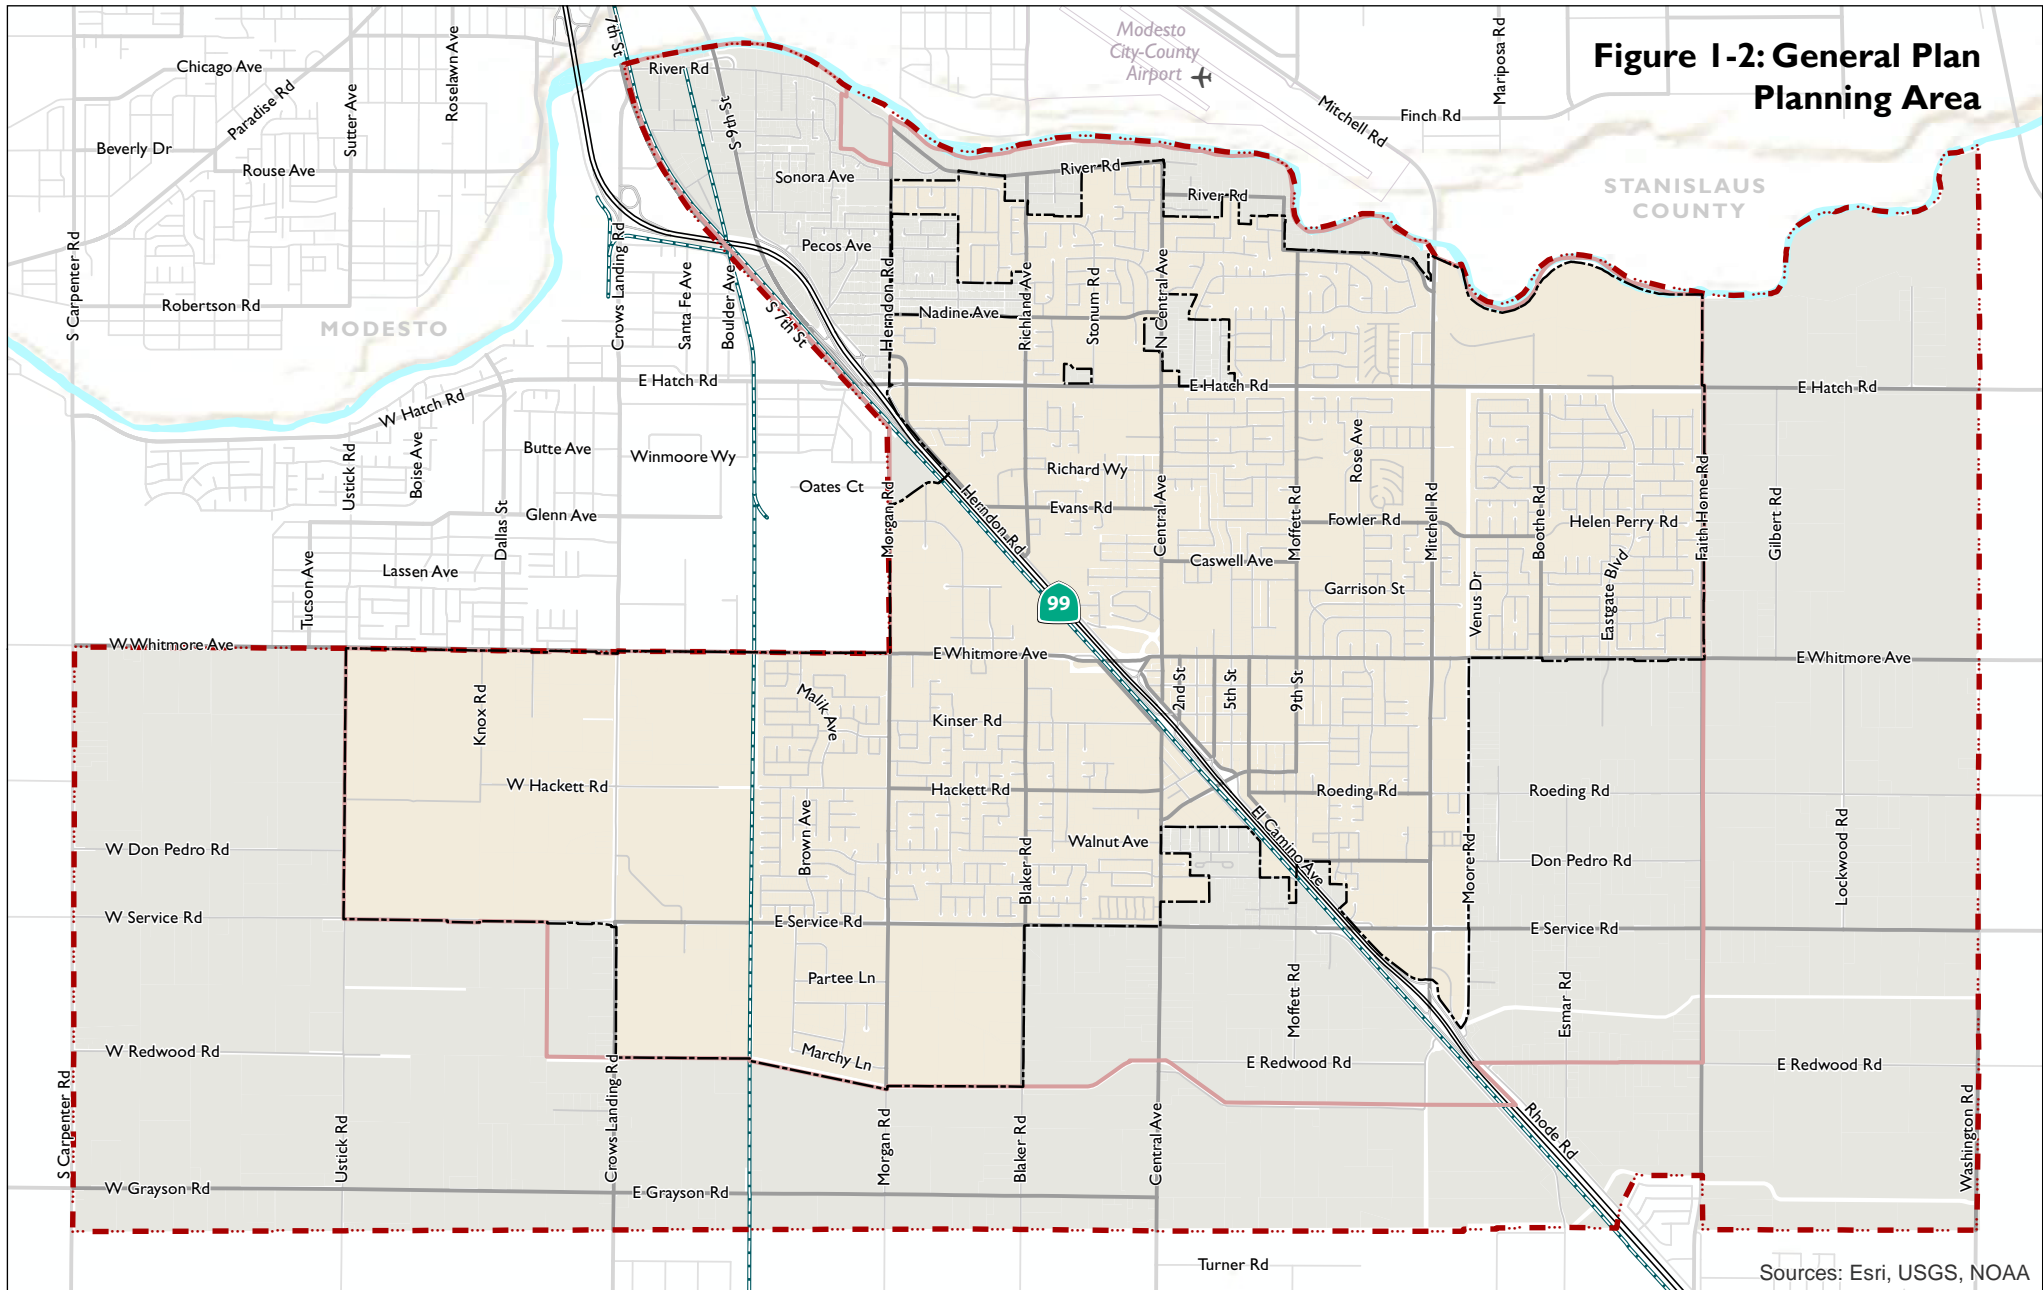 Figure 1-2: General Plan
Planning Area
Modesto
City-County
Airport
STANISLAUS
COUNTY
MODESTO
Chicago Ave
Paradise Rd
Sutter Ave
Roselawn Ave
Beverly Dr
Rouse Ave
Robertson Rd
S Carpenter Rd
7th St
River Rd
S 9th St
Sonora Ave
Pecos Ave
Mitchell Rd
Finch Rd
Mariposa Rd
River Rd
River Rd
Crows Landing Rd
Santa Fe Ave
Boulder Ave
S 7th St
Herndon Rd
Nadine Ave
Richland Ave
Stonum Rd
N Central Ave
E Hatch Rd
E Hatch Rd
E Hatch Rd
W Hatch Rd
Ustick Rd
Boise Ave
Butte Ave
Winmoore Wy
Oates Ct
Glenn Ave
Dallas St
Tucson Ave
Lassen Ave
Morgan Rd
Herndon Rd
Richard Wy
Evans Rd
Central Ave
Caswell Ave
Moffett Rd
Rose Ave
Fowler Rd
Garrison St
Mitchell Rd
Venus Dr
Boothe Rd
Helen Perry Rd
Eastgate Blvd
Faith Home Rd
Gilbert Rd
99
W Whitmore Ave
E Whitmore Ave
E Whitmore Ave
Knox Rd
Malik Ave
Kinser Rd
2nd St
5th St
9th St
W Hackett Rd
Hackett Rd
Roeding Rd
Roeding Rd
Brown Ave
Walnut Ave
Blaker Rd
El Camino Ave
Moore Rd
W Don Pedro Rd
Don Pedro Rd
Lockwood Rd
W Service Rd
E Service Rd
E Service Rd
Partee Ln
Marchy Ln
Moffett Rd
Esmar Rd
W Redwood Rd
E Redwood Rd
E Redwood Rd
S Carpenter Rd
Ustick Rd
Crows Landing Rd
Morgan Rd
Blaker Rd
Central Ave
Rhode Rd
Washington Rd
W Grayson Rd
E Grayson Rd
Turner Rd
Sources: Esri, USGS, NOAA